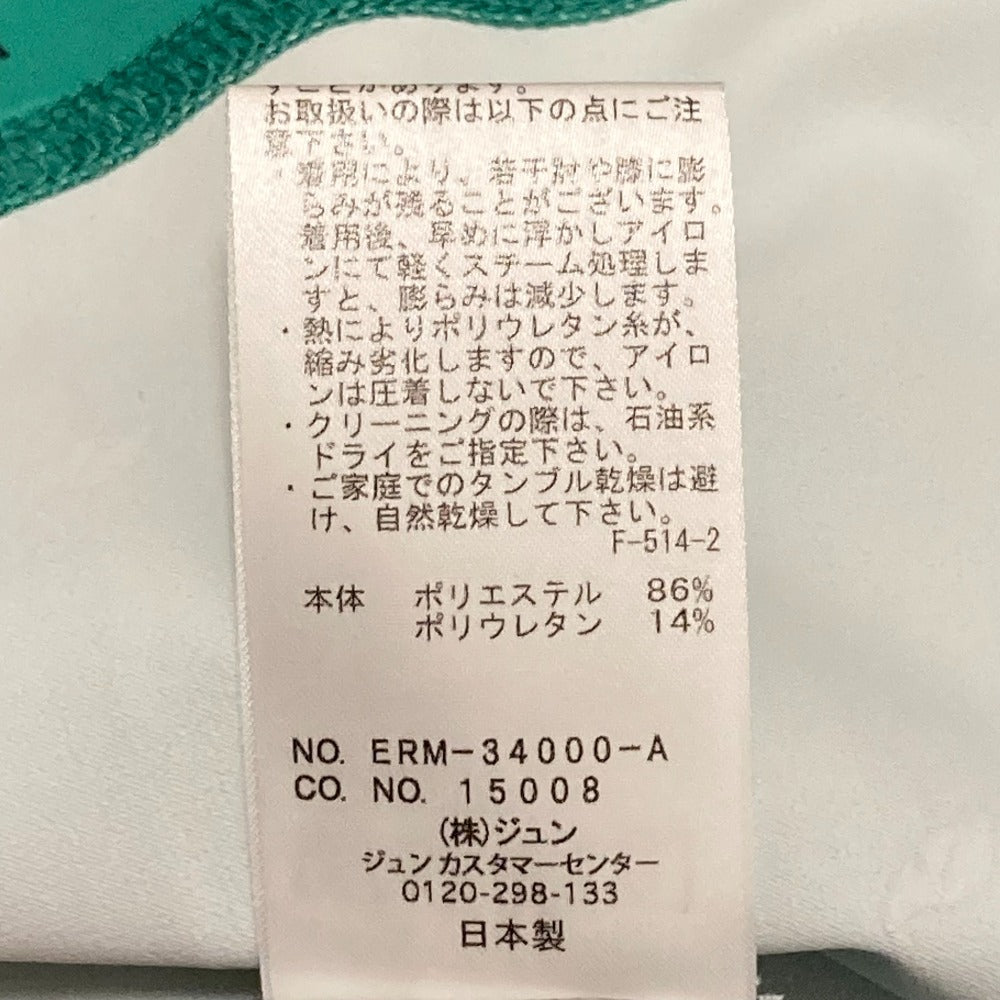 すことがあります。
お取扱いの際は以下の点にご注
意下さい。
・着用により、若干肘や膝に膨
らみが残ることがございます。
着用後、早めに浮かしアイロ
ンにて軽くスチーム処理しま
すと、膨らみは減少します。
・熱によりポリウレタン糸が、
縮み劣化しますので、アイロ
ンは圧着しないで下さい。
・クリーニングの際は、石油系
ドライをご指定下さい。
・ご家庭でのタンブル乾燥は避
け、自然乾燥して下さい。
F-514-2
本体 ポリエステル 86%
ポリウレタン 14%
NO. ERM-34000-A
CO. NO. 15008
(株)ジュン
ジュンカスタマーセンター
0120-298-133
日本製